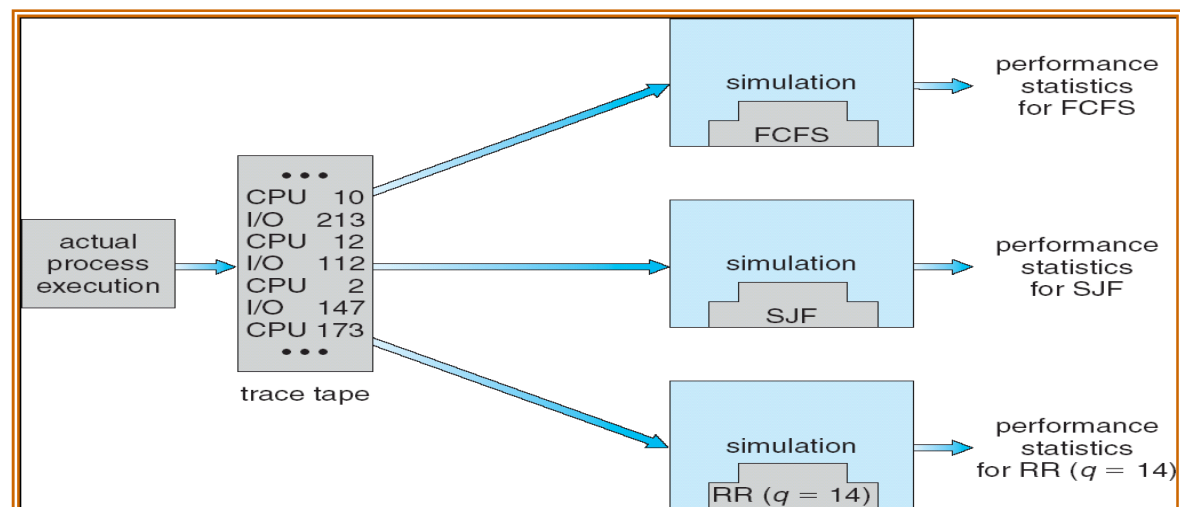 actual
process
execution
• • •
CPU 10
I/O 213
CPU 12
I/O 112
CPU 2
I/O 147
CPU 173
• • •
trace tape
simulation
FCFS
performance
statistics
for FCFS
simulation
SJF
performance
statistics
for SJF
simulation
RR (q = 14)
performance
statistics
for RR (q = 14)